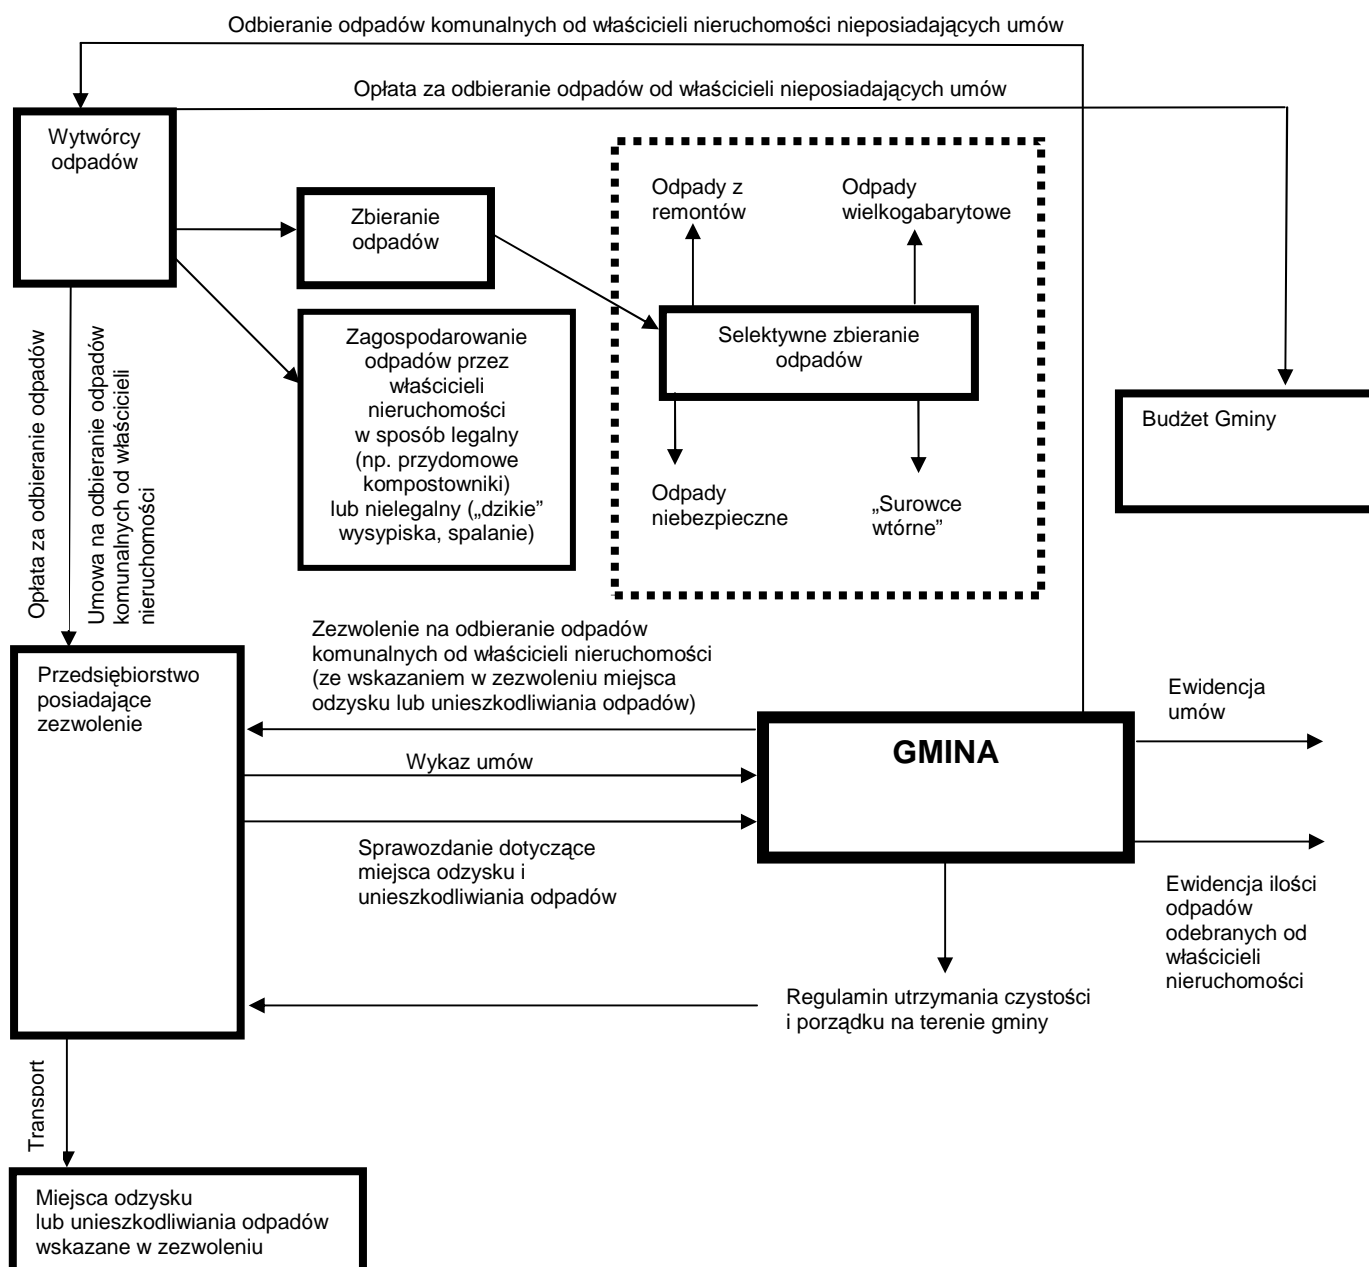 Odbieranie odpadów komunalnych od właścicieli nieruchomości nieposiadających umów
Opłata za odbieranie odpadów od właścicieli nieposiadających umów
Wytwórcy
odpadów
Zbieranie
odpadów
Odpady z
remontów
Odpady
wielkogabarytowe
Selektywne zbieranie
odpadów
Odpady
niebezpieczne
„Surowce
wtórne”
Zagospodarowanie
odpadów przez
właścicieli
nieruchomości
w sposób legalny
(np. przydomowe
kompostowniki)
lub nielegalny („dzikie”
wysypiska, spalanie)
Budżet Gminy
Opłata za odbieranie odpadów
Umowa na odbieranie odpadów
komunalnych od właścicieli
nieruchomości
Przedsiębiorstwo
posiadające
zezwolenie
Zezwolenie na odbieranie odpadów
komunalnych od właścicieli nieruchomości
(ze wskazaniem w zezwoleniu miejsca
odzysku lub unieszkodliwiania odpadów)
Wykaz umów
Sprawozdanie dotyczące
miejsca odzysku i
unieszkodliwiania odpadów
GMINA
Ewidencja
umów
Ewidencja ilości
odpadów
odebranych od
właścicieli
nieruchomości
Regulamin utrzymania czystości
i porządku na terenie gminy
Transport
Miejsca odzysku
lub unieszkodliwiania odpadów
wskazane w zezwoleniu